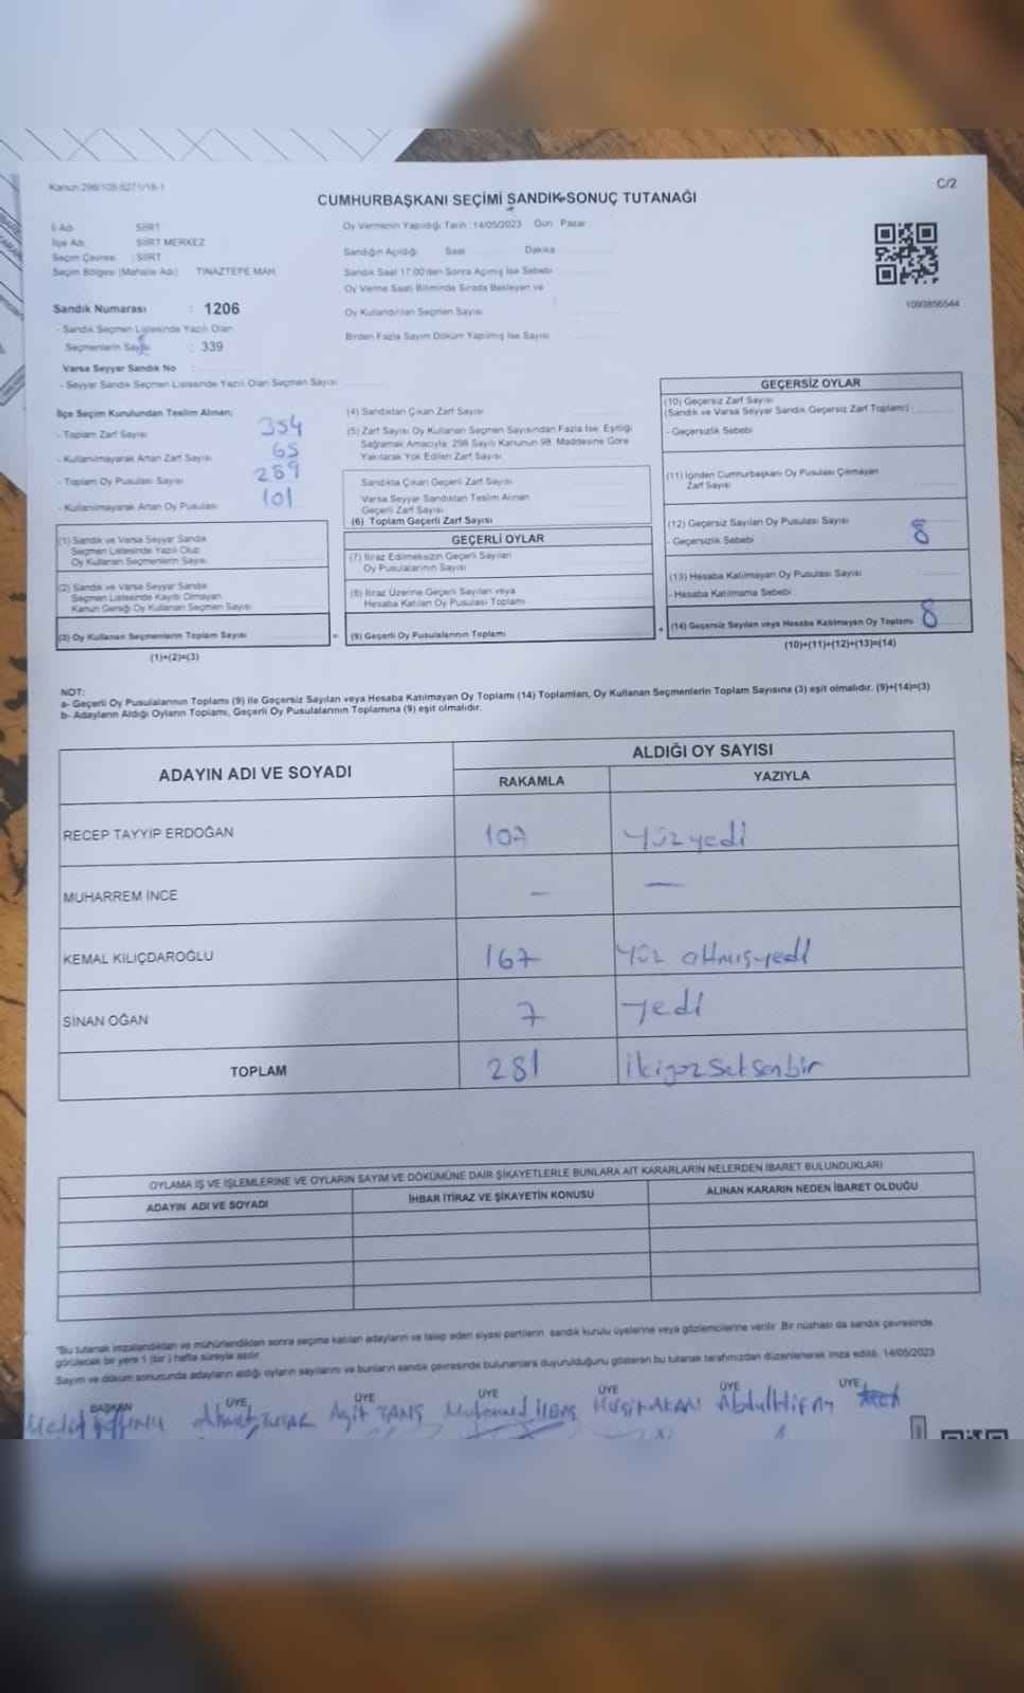 Kanun:298/105-5271/18-1
C/2
CUMHURBAŞKANI SEÇİMİ SANDIK SONUÇ TUTANAĞI
İl Adı SİİRT
İlçe Adı SİİRT MERKEZ
Seçim Çevresi : SİİRT
Seçim Bölgesi (Mahalle Adı) TINAZTEPE MAH.
Oy Vermenin Yapıldığı Tarih : 14/05/2023 Gün : Pazar
Sandığın Açıldığı Saat Dakika
Sandık Saat 17.00'den Sonra Açılmış İse Sebebi
Oy Verme Saati Bitiminde Sırada Bekleyen ve
Oy Kullandırılan Seçmen Sayısı
Birden Fazla Sayım Döküm Yapılmış İse Sayısı
1093856544
Sandık Numarası : 1206
- Sandık Seçmen Listesinde Yazılı Olan
Seçmenlerin Sayısı : 339
Varsa Seyyar Sandık No
- Seyyar Sandık Seçmen Listesinde Yazılı Olan Seçmen Sayısı
İlçe Seçim Kurulundan Teslim Alınan;
- Toplam Zarf Sayısı 354
- Kullanılmayarak Artan Zarf Sayısı 65
- Toplam Oy Pusulası Sayısı 289
- Kullanılmayarak Artan Oy Pusulası 101
(1) Sandık ve Varsa Seyyar Sandık
Seçmen Listesinde Yazılı Olup
Oy Kullanan Seçmenlerin Sayısı
(2) Sandık ve Varsa Seyyar Sandık
Seçmen Listesinde Kayıtlı Olmayan
Kanun Gereği Oy Kullanan Seçmen Sayısı
(3) Oy Kullanan Seçmenlerin Toplam Sayısı
(1)+(2)=(3)
(4) Sandıktan Çıkan Zarf Sayısı
(5) Zarf Sayısı Oy Kullanan Seçmen Sayısından Fazla İse, Eşitliği
Sağlamak Amacıyla, 298 Sayılı Kanunun 98. Maddesine Göre
Yakılarak Yok Edilen Zarf Sayısı
Sandıkta Çıkan Geçerli Zarf Sayısı
Varsa Seyyar Sandıktan Teslim Alınan
Geçerli Zarf Sayısı
(6) Toplam Geçerli Zarf Sayısı
GEÇERLİ OYLAR
(7) İtiraz Edilmeksizin Geçerli Sayılan
Oy Pusulalarının Sayısı
(8) İtiraz Üzerine Geçerli Sayılan veya
Hesaba Katılan Oy Pusulası Toplamı
= (9) Geçerli Oy Pusulalarının Toplamı
GEÇERSİZ OYLAR
(10) Geçersiz Zarf Sayısı
(Sandık ve Varsa Seyyar Sandık Geçersiz Zarf Toplamı)
- Geçersizlik Sebebi
(11) İçinden Cumhurbaşkanı Oy Pusulası Çıkmayan
Zarf Sayısı
(12) Geçersiz Sayılan Oy Pusulası Sayısı 8
- Geçersizlik Sebebi
(13) Hesaba Katılmayan Oy Pusulası Sayısı
- Hesaba Katılmama Sebebi
+ (14) Geçersiz Sayılan veya Hesaba Katılmayan Oy Toplamı 8
(10)+(11)+(12)+(13)=(14)
NOT:
a- Geçerli Oy Pusulalarının Toplamı (9) ile Geçersiz Sayılan veya Hesaba Katılmayan Oy Toplamı (14) Toplamları, Oy Kullanan Seçmenlerin Toplam Sayısına (3) eşit olmalıdır. (9)+(14)=(3)
b- Adayların Aldığı Oyların Toplamı, Geçerli Oy Pusulalarının Toplamına (9) eşit olmalıdır.
ADAYIN ADI VE SOYADI ALDIĞI OY SAYISI
RAKAMLA YAZIYLA
RECEP TAYYİP ERDOĞAN 107 yüzyedi
MUHARREM İNCE — —
KEMAL KILIÇDAROĞLU 167 yüz altmışyedi
SİNAN OĞAN 7 yedi
TOPLAM 281 ikiyüz seksenbir
OYLAMA İŞ VE İŞLEMLERİNE VE OYLARIN SAYIM VE DÖKÜMÜNE DAİR ŞİKAYETLERLE BUNLARA AİT KARARLARIN NELERDEN İBARET BULUNDUKLARI
ADAYIN ADI VE SOYADI İHBAR İTİRAZ VE ŞİKAYETİN KONUSU ALINAN KARARIN NEDEN İBARET OLDUĞU
"Bu tutanak imzalandıktan ve mühürlendikten sonra seçime katılan adayların ve talep eden siyasi partilerin, sandık kurulu üyelerine veya gözlemcilerine verilir. Bir nüshası da sandık çevresinde
görülecek bir yere 1 (bir) hafta süreyle asılır.
Sayım ve döküm sonucunda adayların aldığı oyların sayılarını ve bunların sandık çevresinde bulunanlara duyurulduğunu gösteren bu tutanak tarafımızdan düzenlenerek imza edildi. 14/05/2023
BAŞKAN ÜYE ÜYE ÜYE ÜYE ÜYE ÜYE